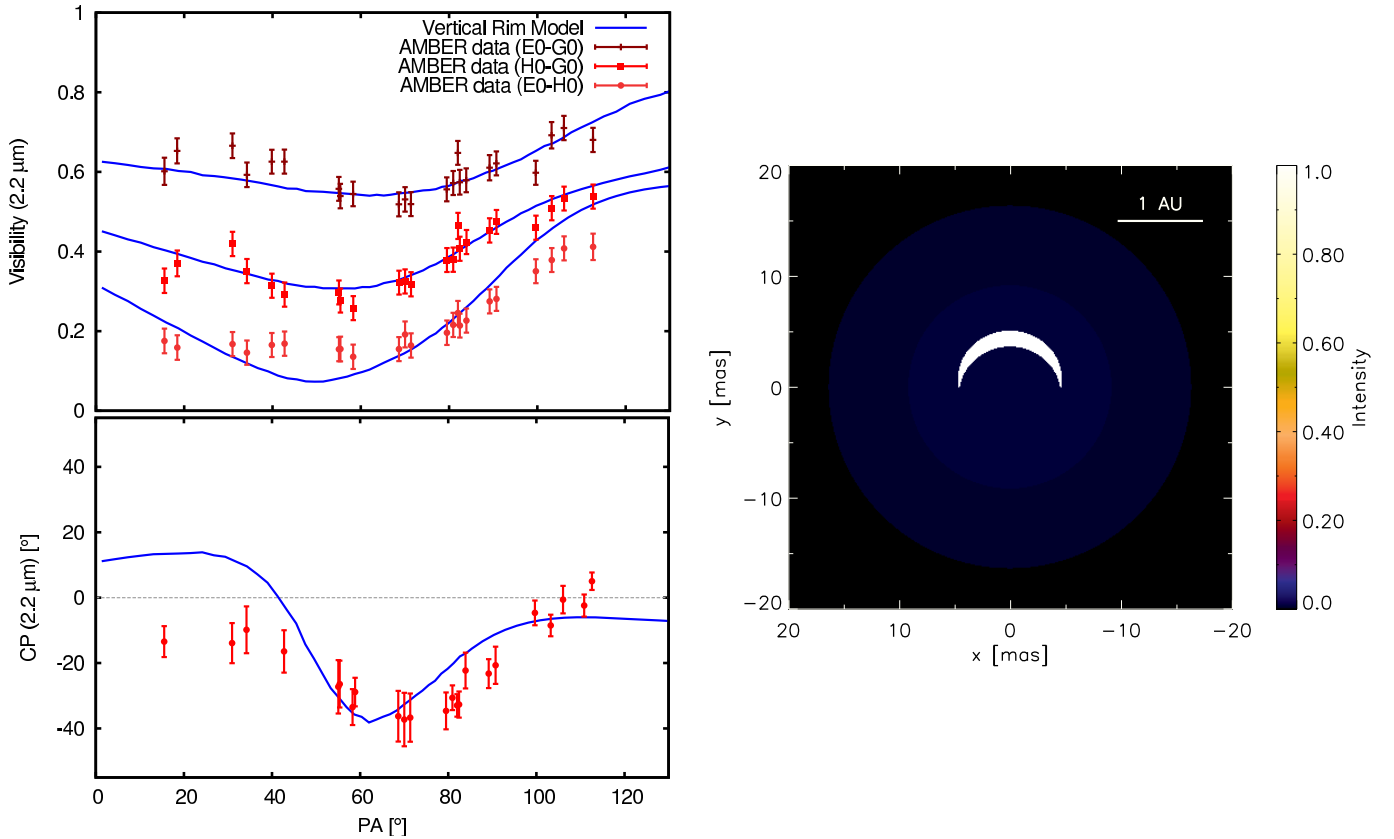 Vertical Rim Model
AMBER data (E0-G0)
AMBER data (H0-G0)
AMBER data (E0-H0)
Visibility (2.2 μm)
1
0.8
0.6
0.4
0.2
0
CP (2.2 μm) [°]
40
20
0
-20
-40
0 20 40 60 80 100 120
PA [°]
1 AU
y [mas]
20
10
0
−10
−20
20 10 0 −10 −20
x [mas]
1.0
0.80
0.60
0.40
0.20
0.0
Intensity